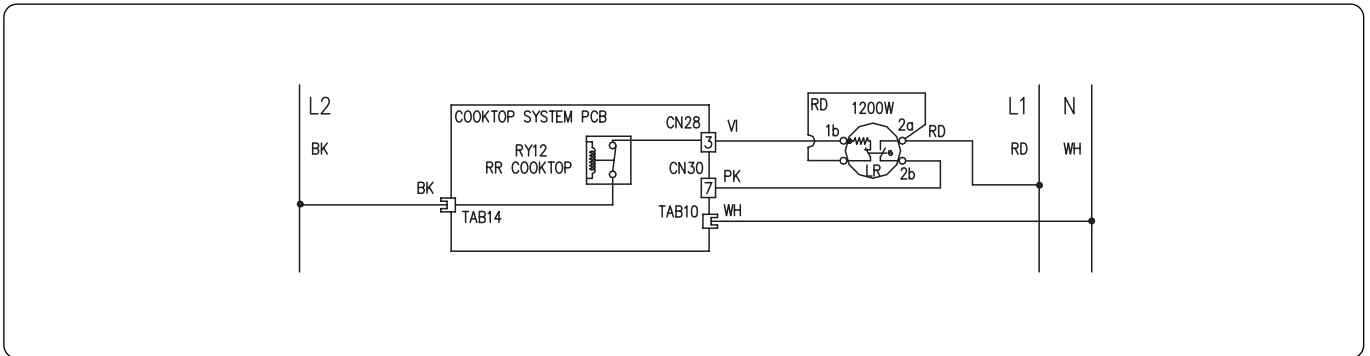 L2
BK
COOKTOP SYSTEM PCB
RY12
RR COOKTOP
BK
TAB14
CN28
3
VI
CN30
7
PK
TAB10
WH
RD
1200W
1b
2a
RD
LR
2b
L1
N
RD
WH